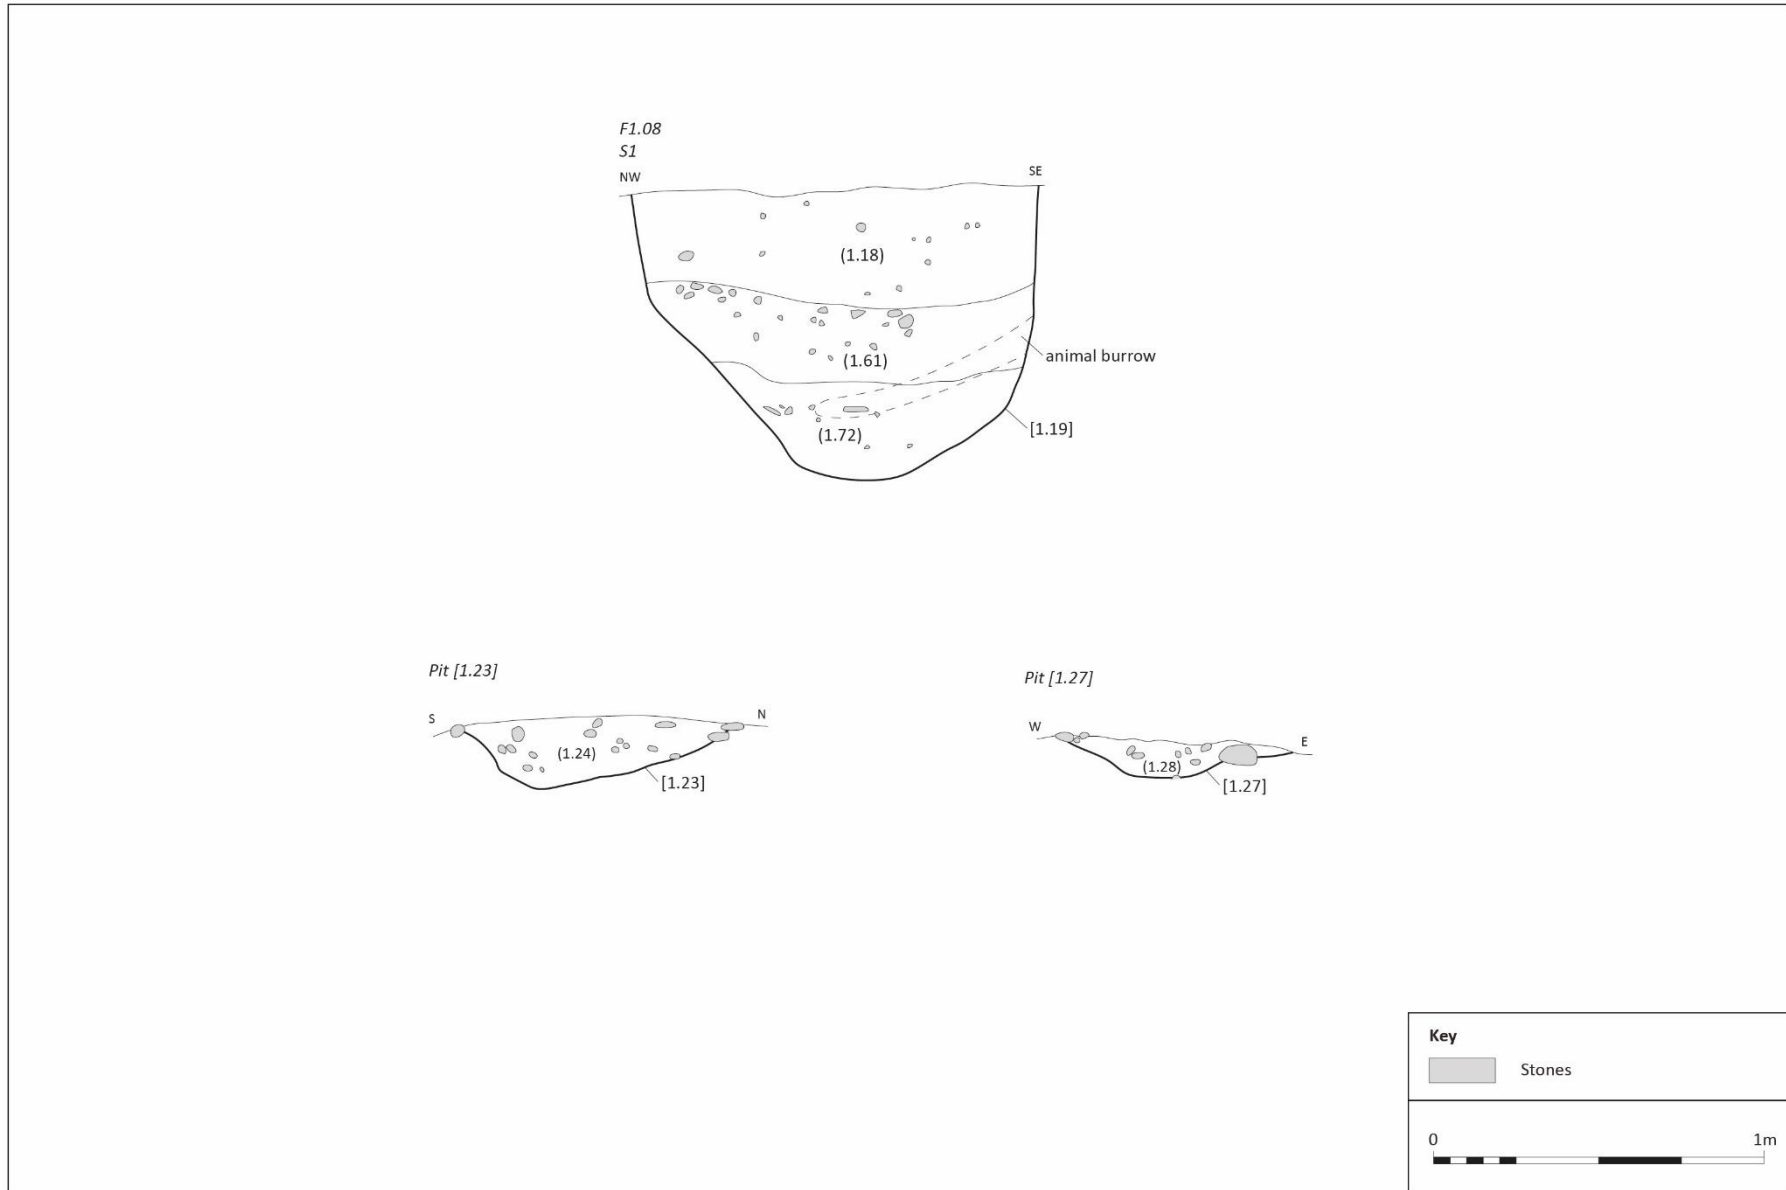 F1.08
S1
NW
SE
(1.18)
(1.61)
animal burrow
(1.72)
[1.19]
Pit [1.23]
S
N
(1.24)
[1.23]
Pit [1.27]
W
E
(1.28)
[1.27]
Key
Stones
0
1m